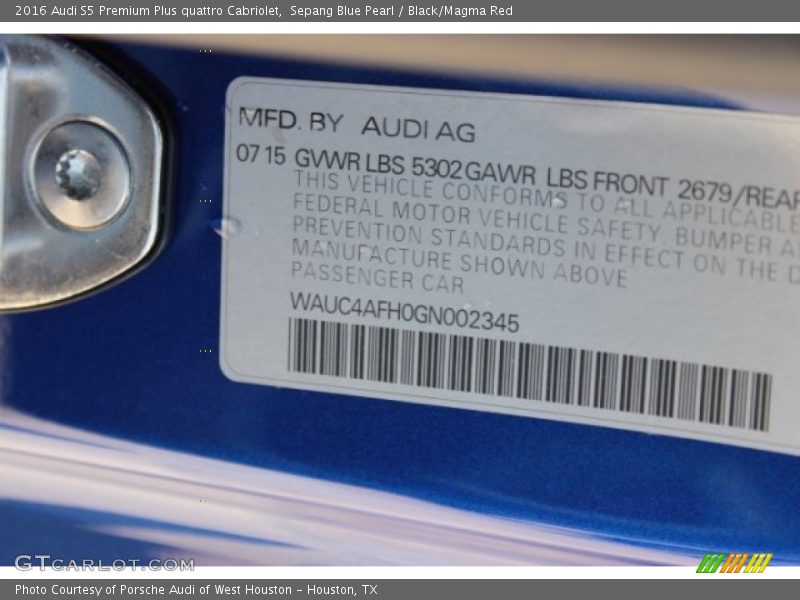 2016 Audi S5 Premium Plus quattro Cabriolet, Sepang Blue Pearl / Black/Magma Red
MFD. BY AUDI AG
07 15 GVWR LBS 5302 GAWR LBS FRONT 2679/REAR
THIS VEHICLE CONFORMS TO ALL APPLICABLE
FEDERAL MOTOR VEHICLE SAFETY. BUMPER A
PREVENTION STANDARDS IN EFFECT ON THE D
MANUFACTURE SHOWN ABOVE
PASSENGER CAR
WAUC4AFH0GN002345
GTCARLOT.COM
Photo Courtesy of Porsche Audi of West Houston - Houston, TX